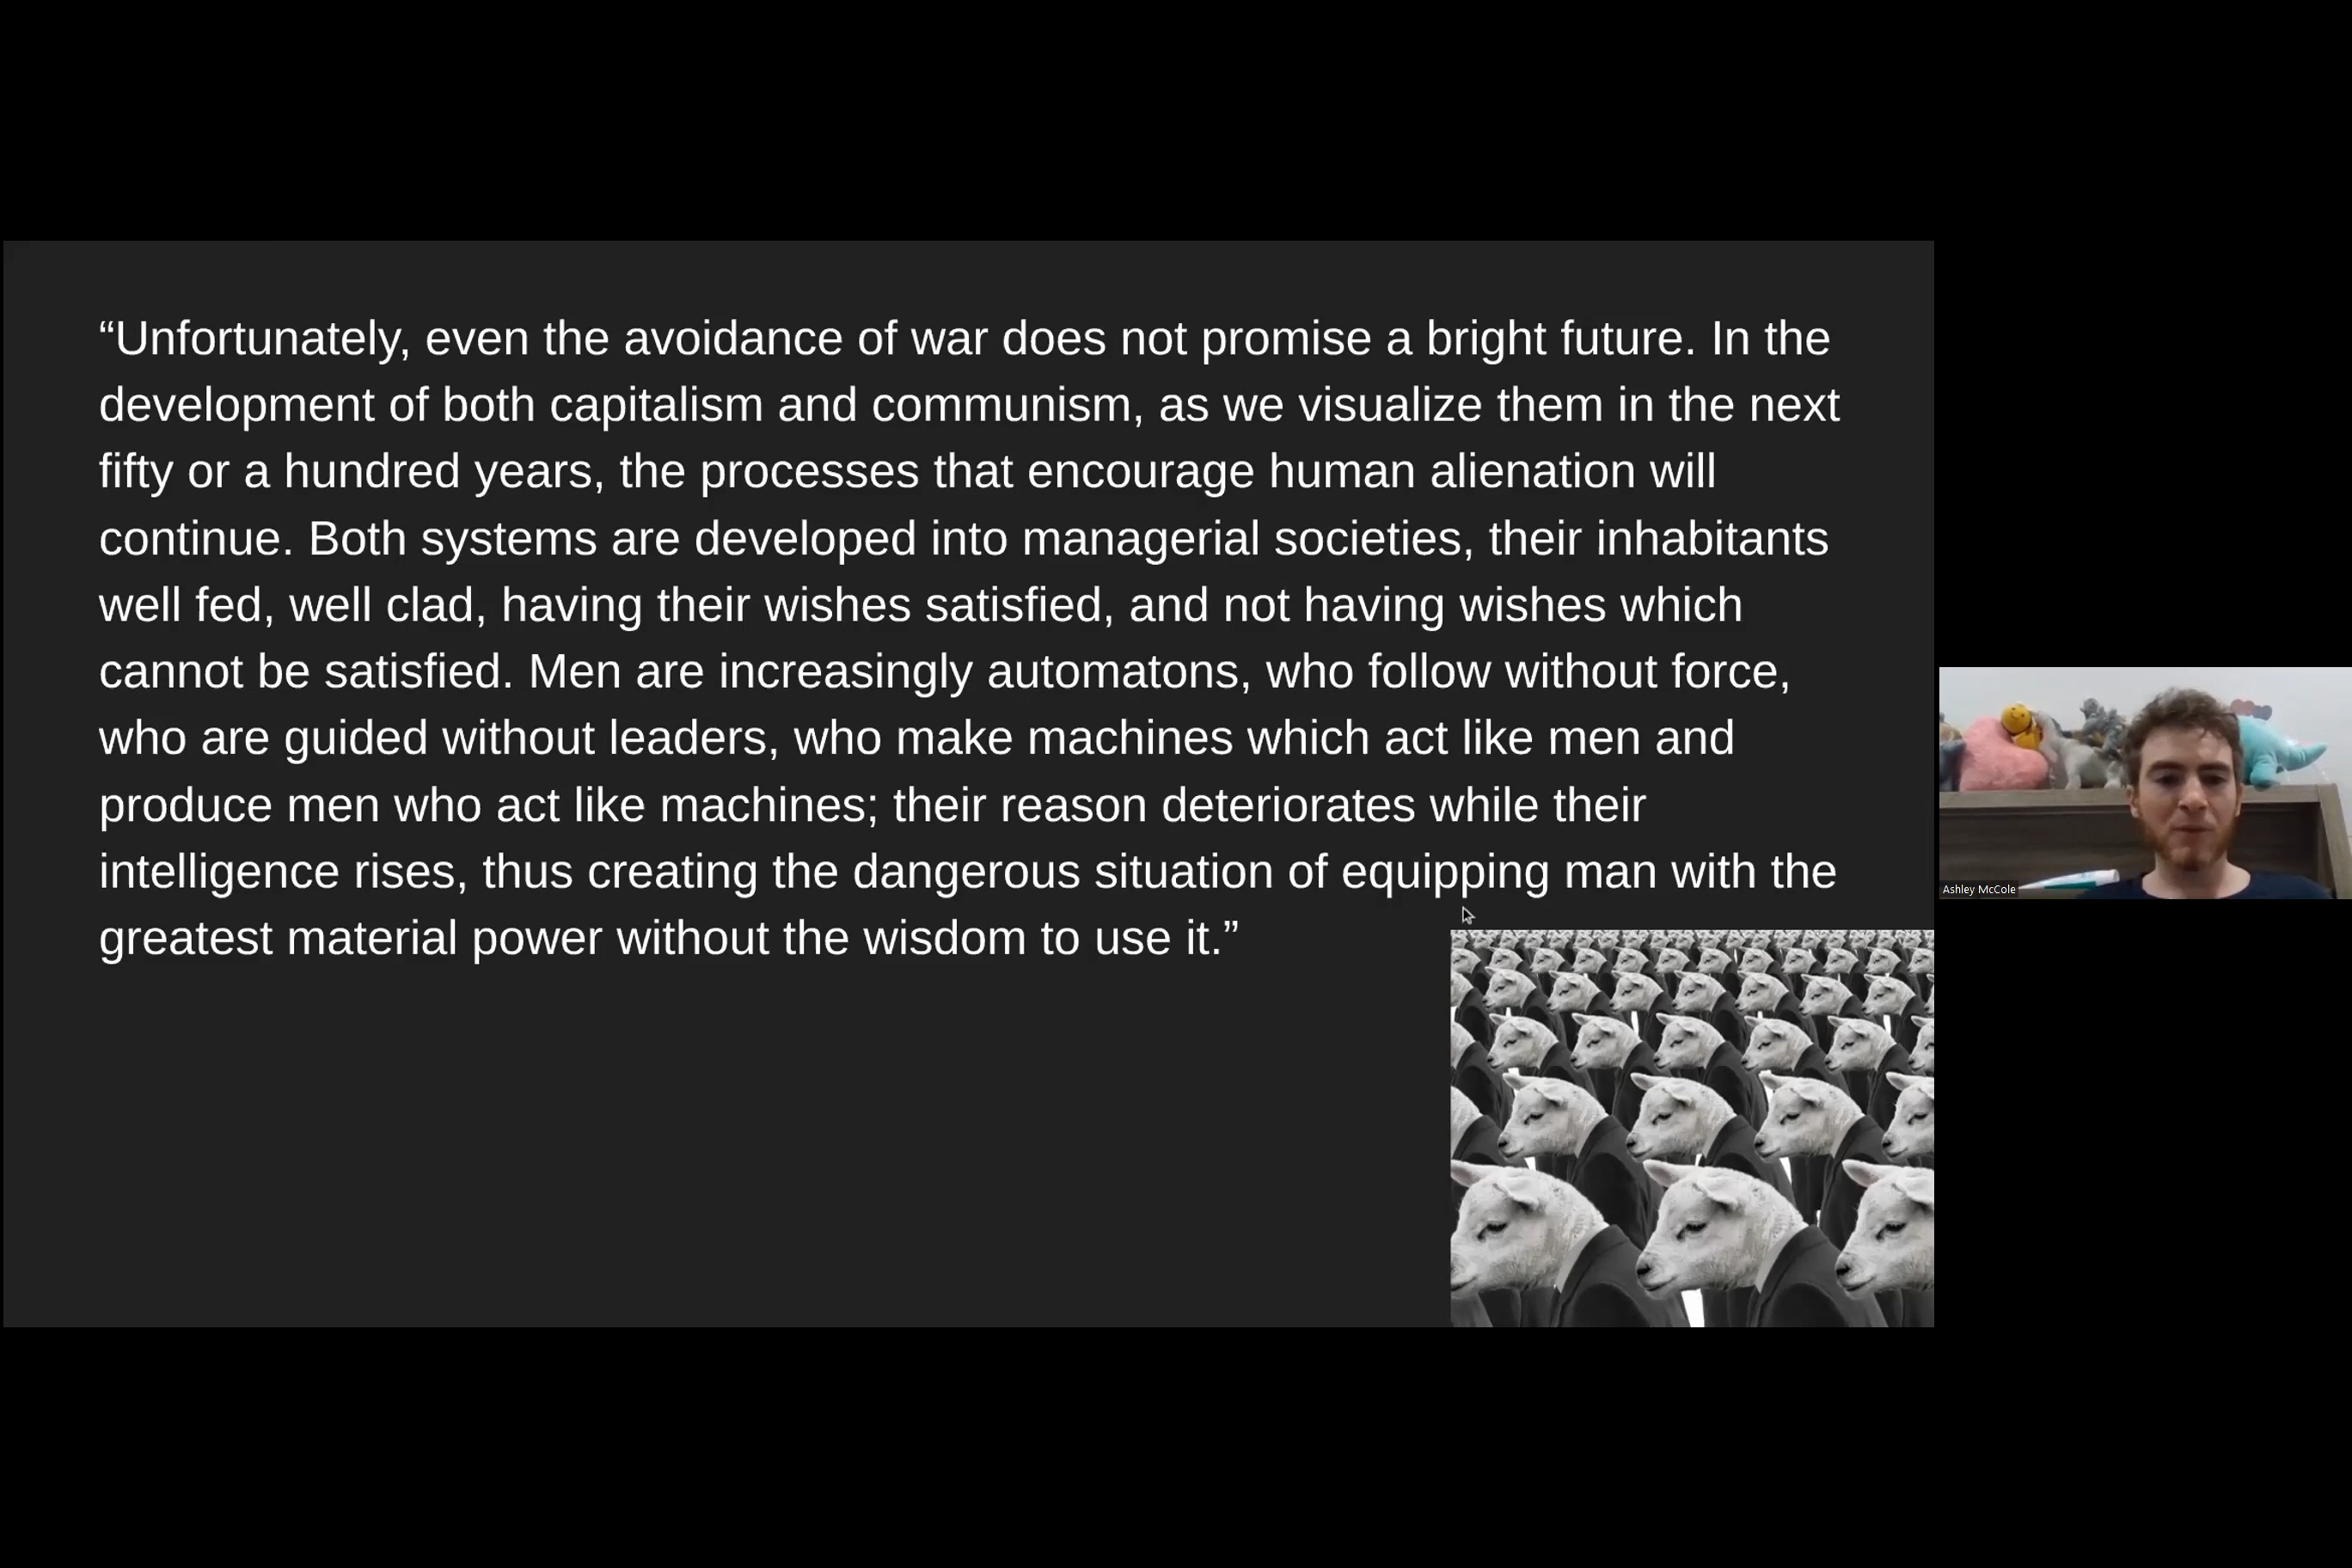 “Unfortunately, even the avoidance of war does not promise a bright future. In the
development of both capitalism and communism, as we visualize them in the next
fifty or a hundred years, the processes that encourage human alienation will
continue. Both systems are developed into managerial societies, their inhabitants
well fed, well clad, having their wishes satisfied, and not having wishes which
cannot be satisfied. Men are increasingly automatons, who follow without force,
who are guided without leaders, who make machines which act like men and
produce men who act like machines; their reason deteriorates while their
intelligence rises, thus creating the dangerous situation of equipping man with the
greatest material power without the wisdom to use it.”
Ashley McCole